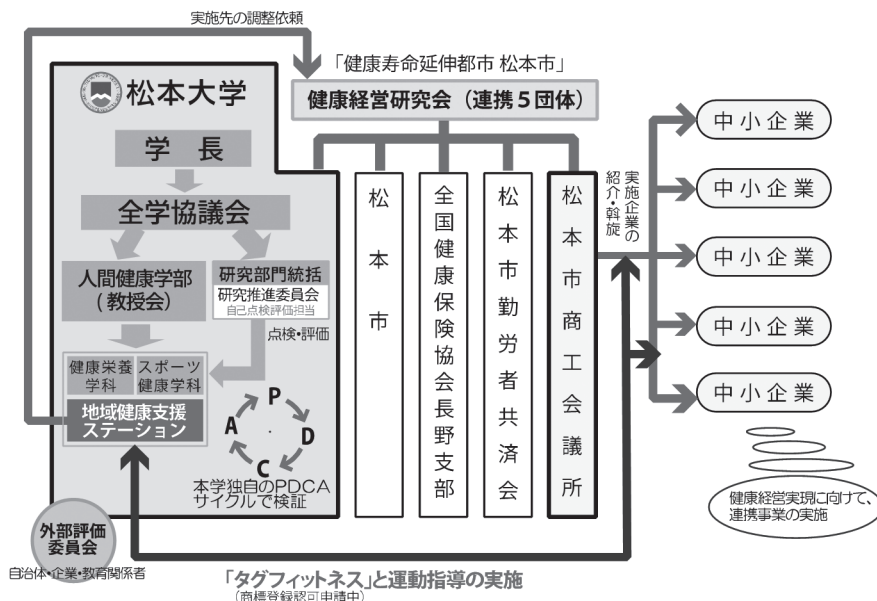 実施先の調整依頼
「健康寿命延伸都市 松本市」
健康経営研究会（連携５団体）
松本大学
学 長
全学協議会
人間健康学部
(教授会)
研究部門統括
研究推進委員会
自己点検評価担当
点検・評価
健康栄養
学科
スポーツ
健康学科
地域健康支援
ステーション
P
D
C
A
本学独自のPDCA
サイクルで検証
外部評価
委員会
自治体・企業・教育関係者
松本市
全国健康保険協会長野支部
松本市勤労者共済会
松本市商工会議所
実施企業の
紹介・斡旋
中小企業
中小企業
中小企業
中小企業
中小企業
健康経営実現に向けて、
連携事業の実施
「タグフィットネス」と運動指導の実施
(商標登録認可申請中)